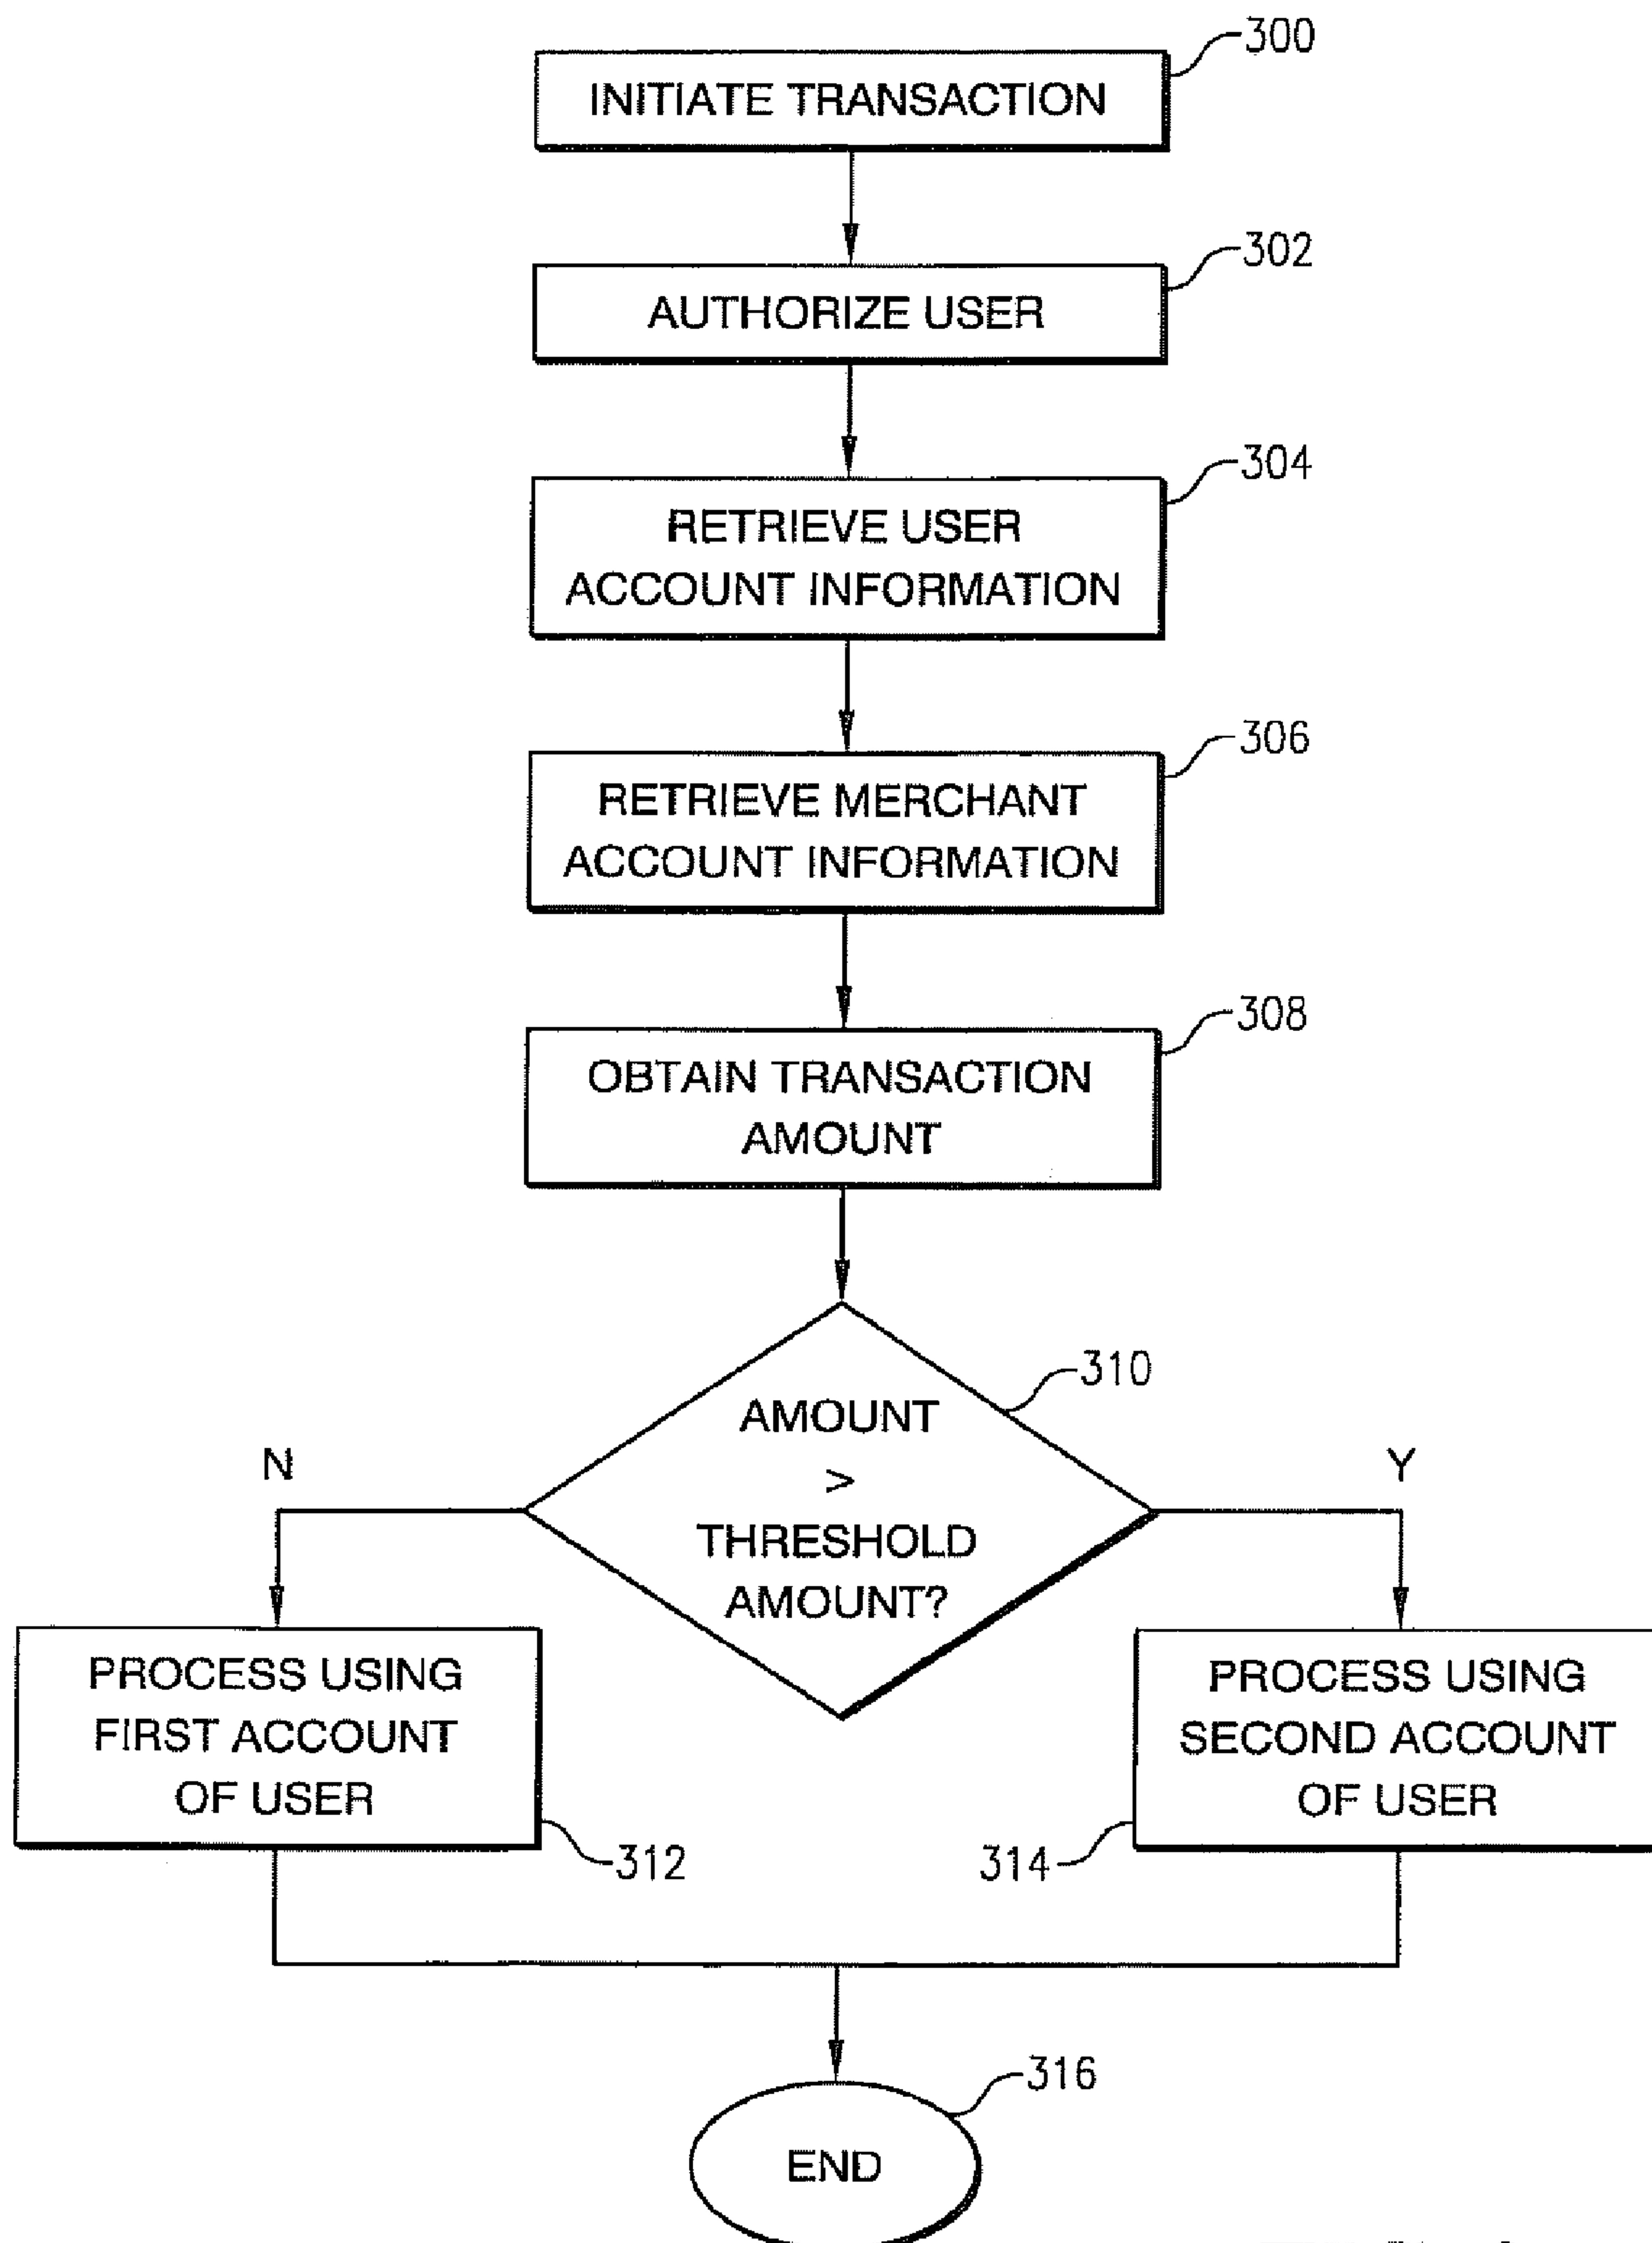 300
INITIATE TRANSACTION
302
AUTHORIZE USER
304
RETRIEVE USER
ACCOUNT INFORMATION
306
RETRIEVE MERCHANT
ACCOUNT INFORMATION
308
OBTAIN TRANSACTION
AMOUNT
310
AMOUNT
>
THRESHOLD
AMOUNT?
N
Y
PROCESS USING
FIRST ACCOUNT
OF USER
312
PROCESS USING
SECOND ACCOUNT
OF USER
314
316
END